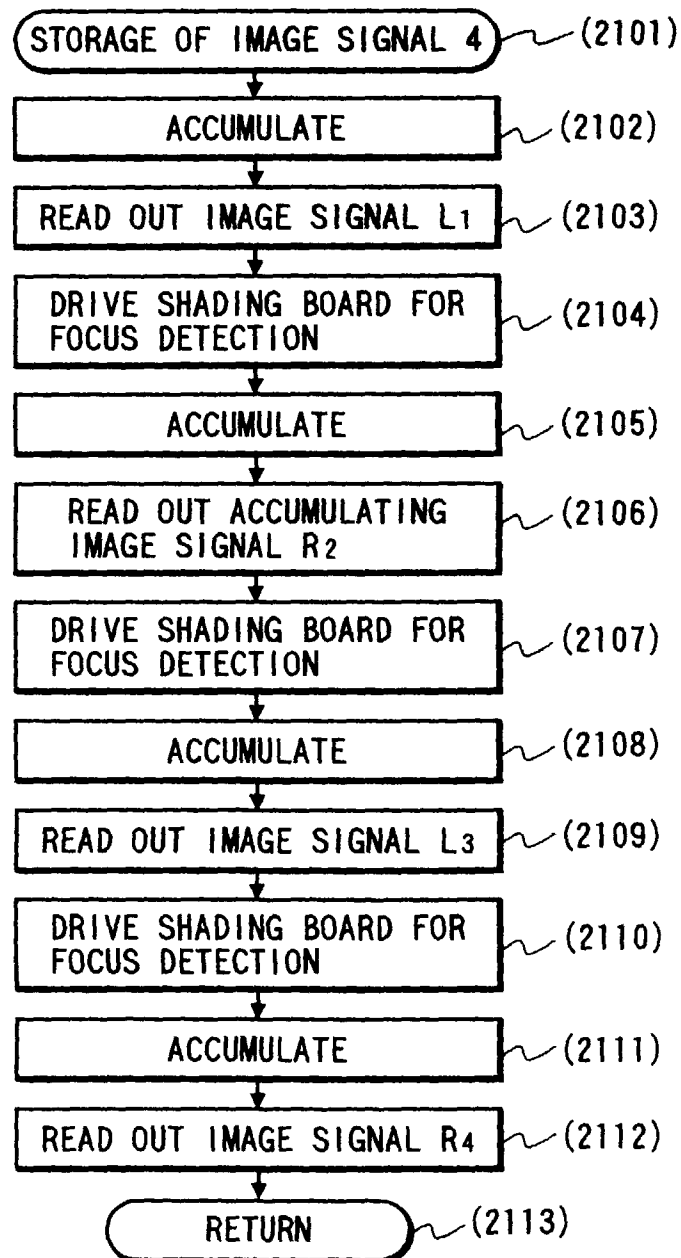 STORAGE OF IMAGE SIGNAL 4 (2101)
ACCUMULATE (2102)
READ OUT IMAGE SIGNAL L1 (2103)
DRIVE SHADING BOARD FOR
FOCUS DETECTION (2104)
ACCUMULATE (2105)
READ OUT ACCUMULATING
IMAGE SIGNAL R2 (2106)
DRIVE SHADING BOARD FOR
FOCUS DETECTION (2107)
ACCUMULATE (2108)
READ OUT IMAGE SIGNAL L3 (2109)
DRIVE SHADING BOARD FOR
FOCUS DETECTION (2110)
ACCUMULATE (2111)
READ OUT IMAGE SIGNAL R4 (2112)
RETURN (2113)